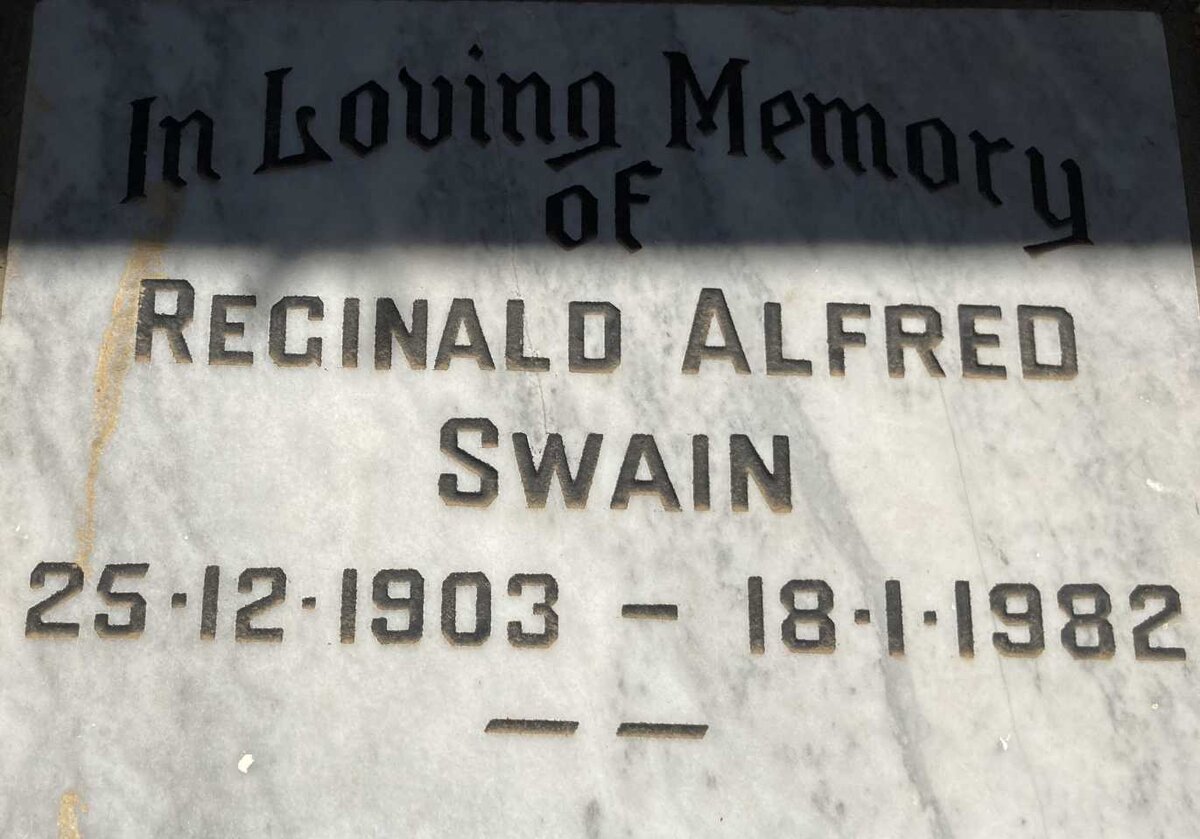 In Loving Memory
of
REGINALD ALFRED
SWAIN
25·12·1903 – 18·1·1982
— —